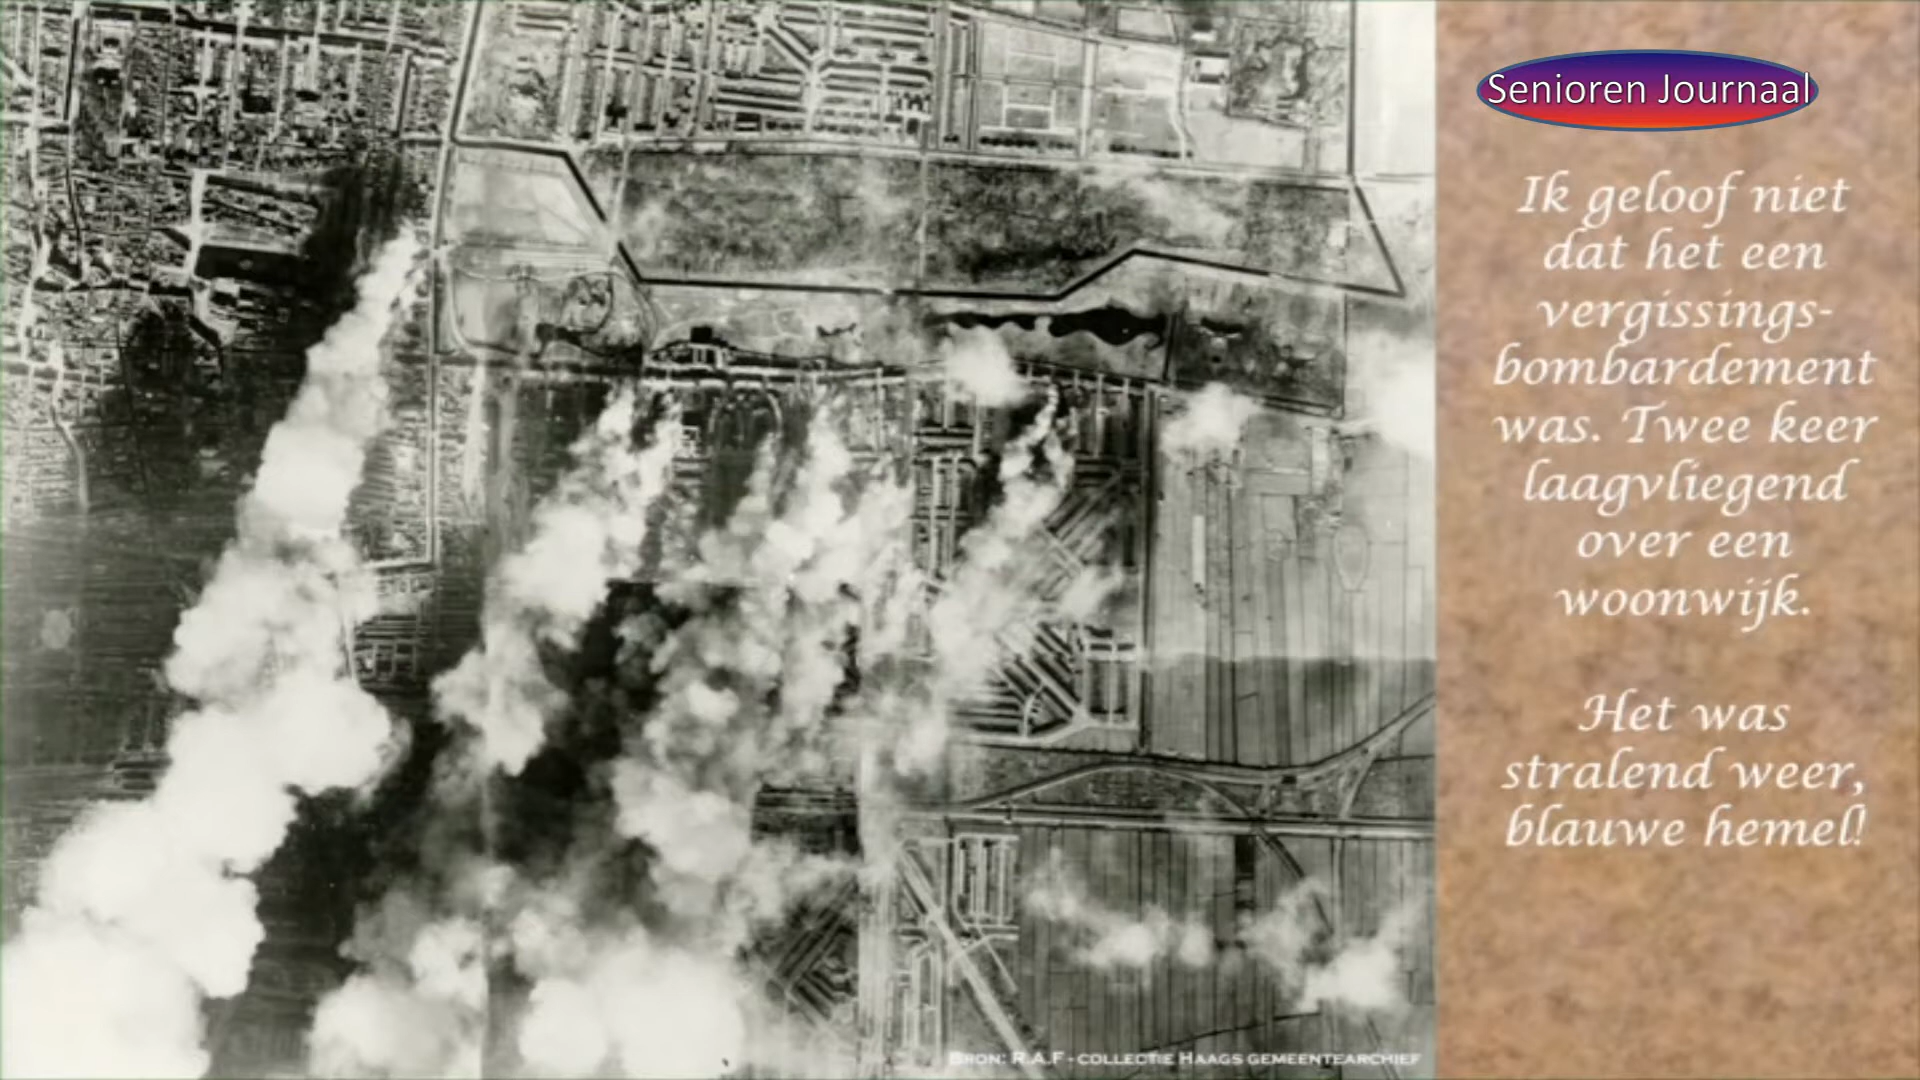 Senioren Journaal
Ik geloof niet
dat het een
vergissings-
bombardement
was. Twee keer
laagvliegend
over een
woonwijk.
Het was
stralend weer,
blauwe hemel!
Bron: R.A.F - collectie Haags gemeentearchief